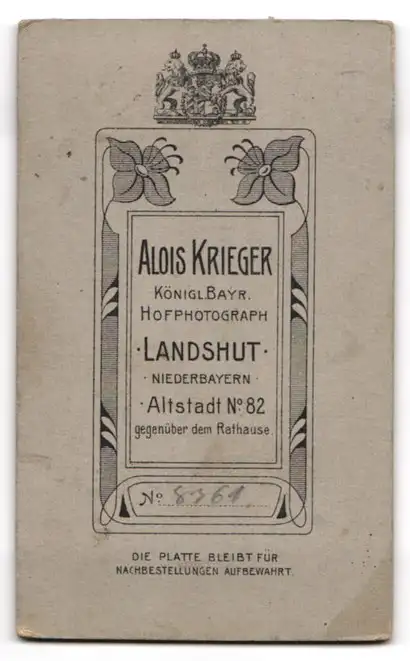 ALOIS KRIEGER
KÖNIGL. BAYR.
HOFPHOTOGRAPH
· LANDSHUT ·
· NIEDERBAYERN ·
· Altstadt No. 82
gegenüber dem Rathause.
No. 8361
DIE PLATTE BLEIBT FÜR
NACHBESTELLUNGEN AUFBEWAHRT.